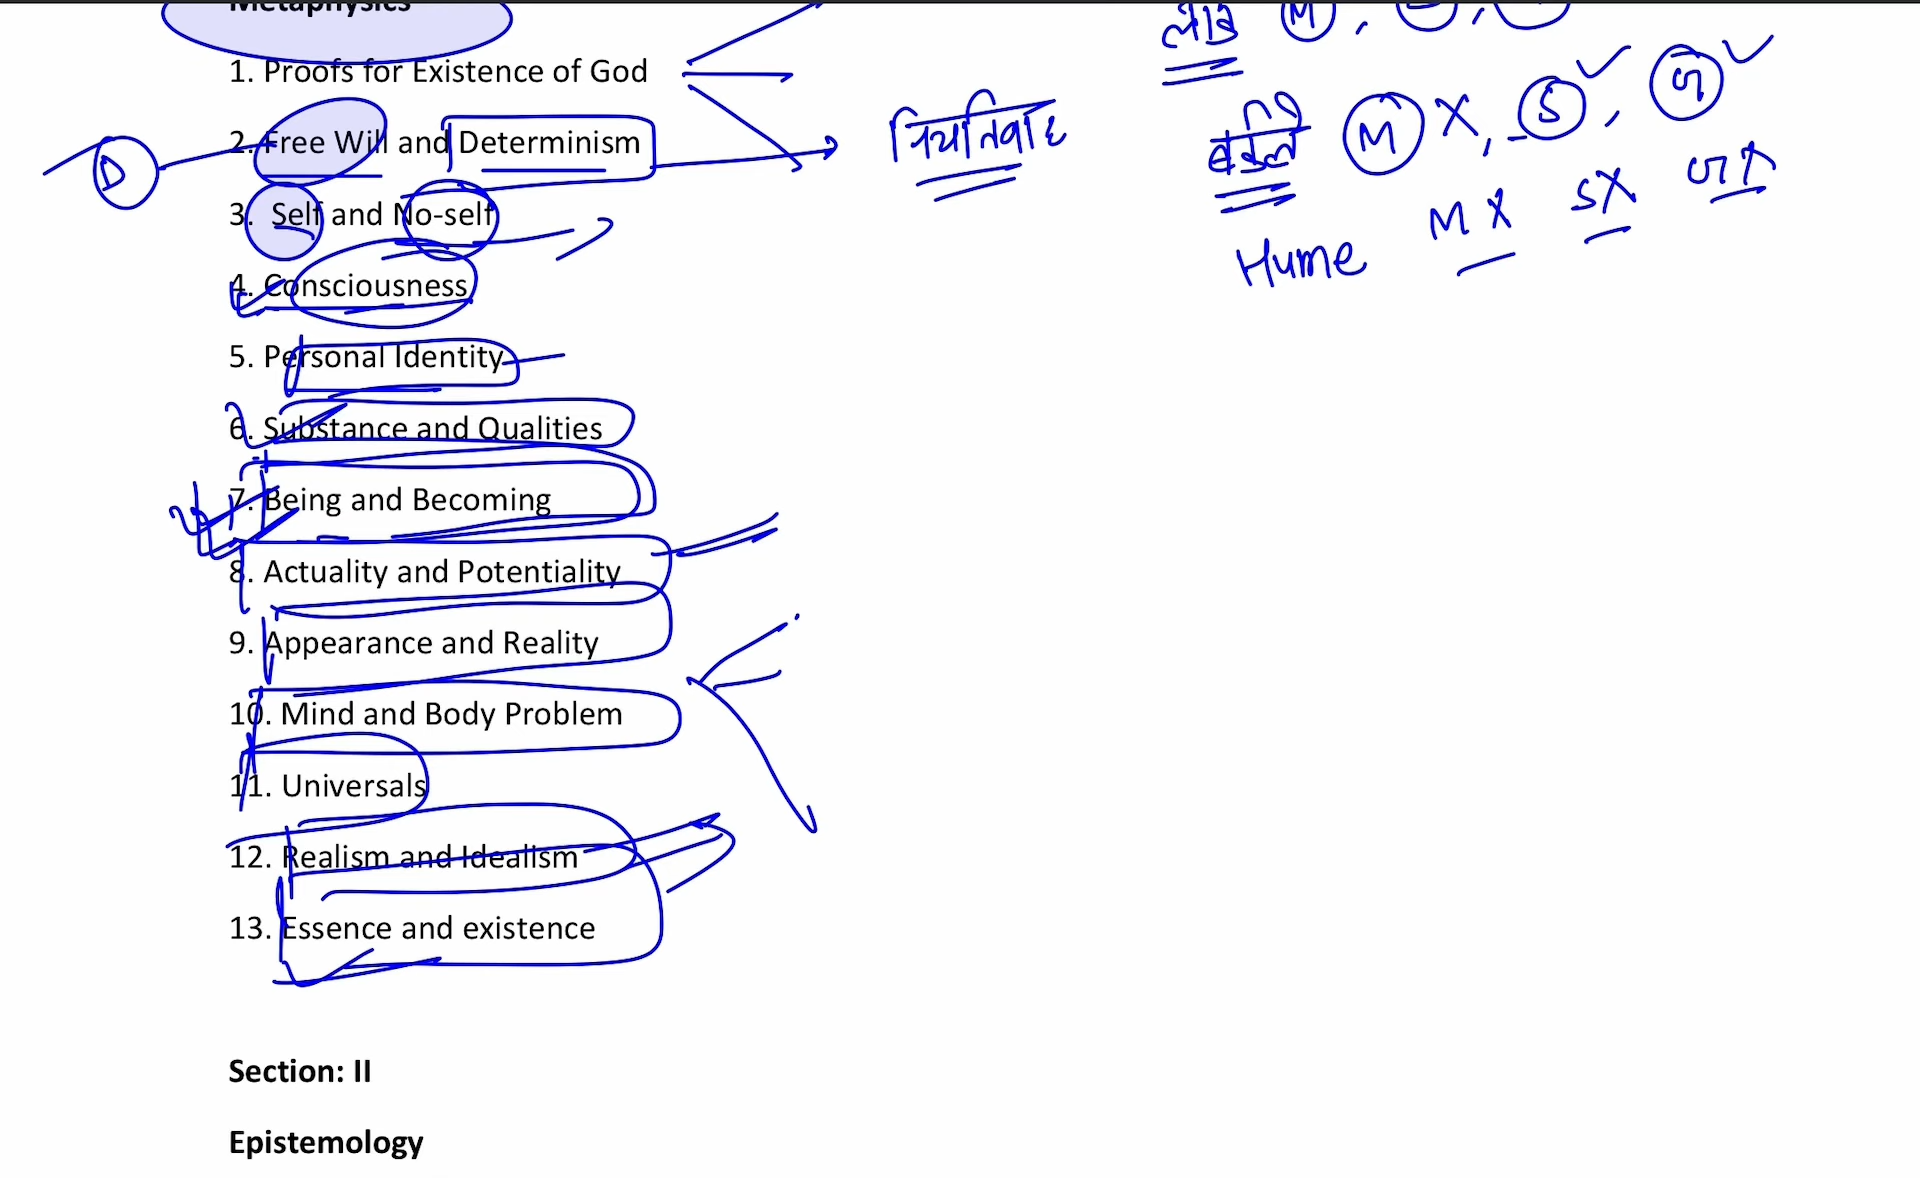 Metaphysics
1. Proofs for Existence of God
2. Free Will and Determinism
3. Self and No-self
4. Consciousness
5. Personal Identity
6. Substance and Qualities
7. Being and Becoming
8. Actuality and Potentiality
9. Appearance and Reality
10. Mind and Body Problem
11. Universals
12. Realism and Idealism
13. Essence and existence
Section: II
Epistemology
D
नियतिवाद
M
M X, S,
M X S X
Hume